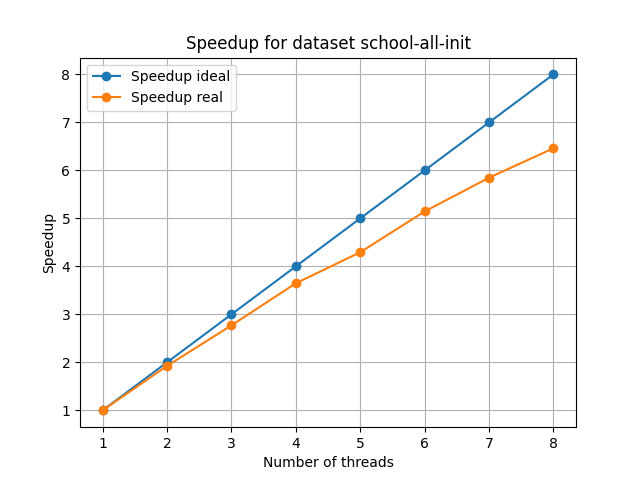 Speedup for dataset school-all-init
Speedup ideal
Speedup real
8
7
6
5
4
3
2
1
Speedup
1 2 3 4 5 6 7 8
Number of threads